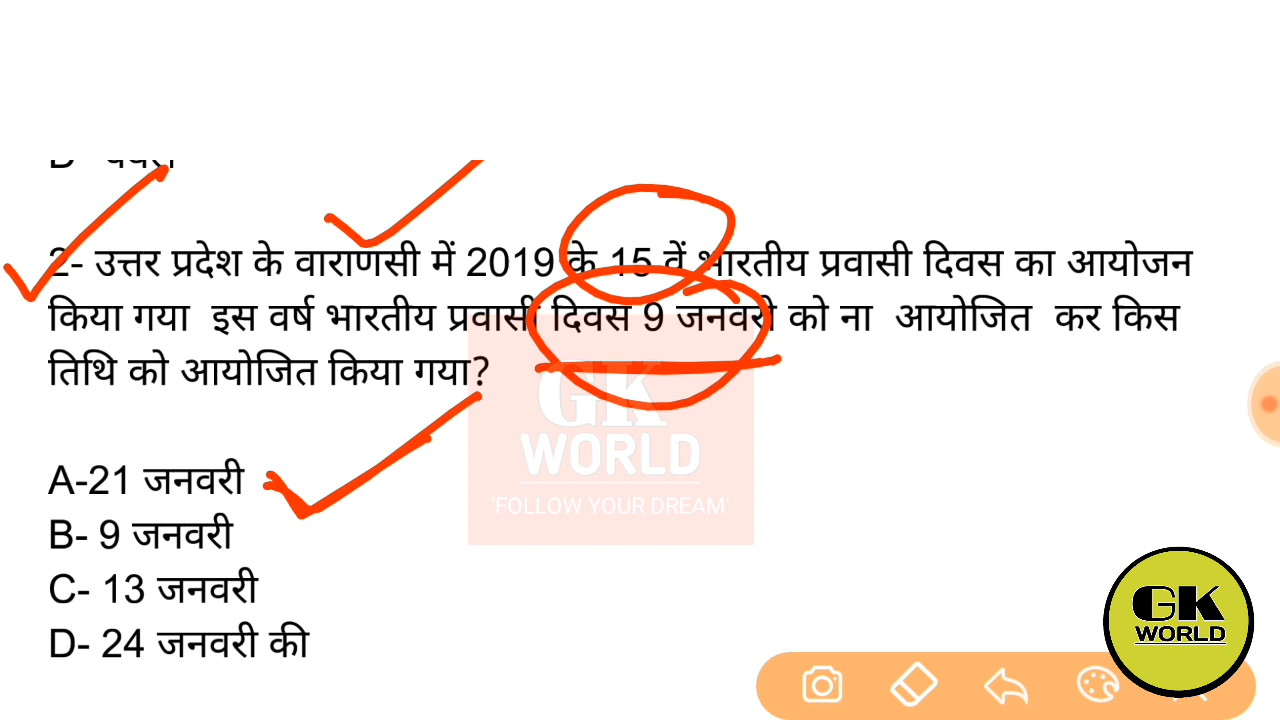 2- उत्तर प्रदेश के वाराणसी में 2019 के 15 वें भारतीय प्रवासी दिवस का आयोजन
किया गया इस वर्ष भारतीय प्रवासी दिवस 9 जनवरी को ना आयोजित कर किस
तिथि को आयोजित किया गया?
GK
WORLD
'FOLLOW YOUR DREAM'
A-21 जनवरी
B- 9 जनवरी
C- 13 जनवरी
D- 24 जनवरी की
GK
WORLD